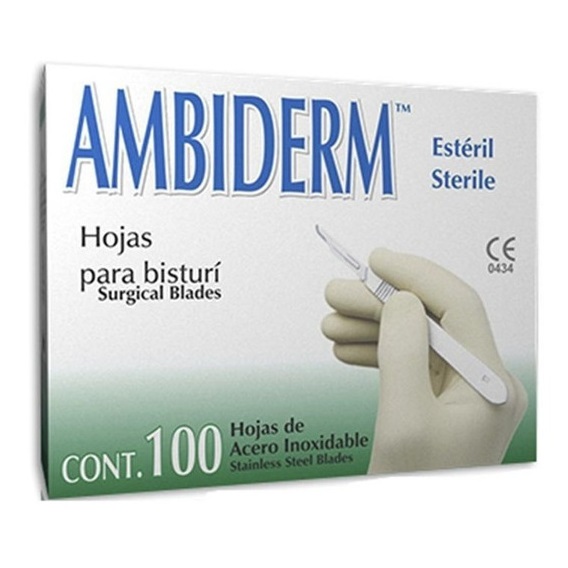 AMBIDERM™
Estéril
Sterile
Hojas
para bisturí
Surgical Blades
CE
0434
CONT. 100
Hojas de
Acero Inoxidable
Stainless Steel Blades